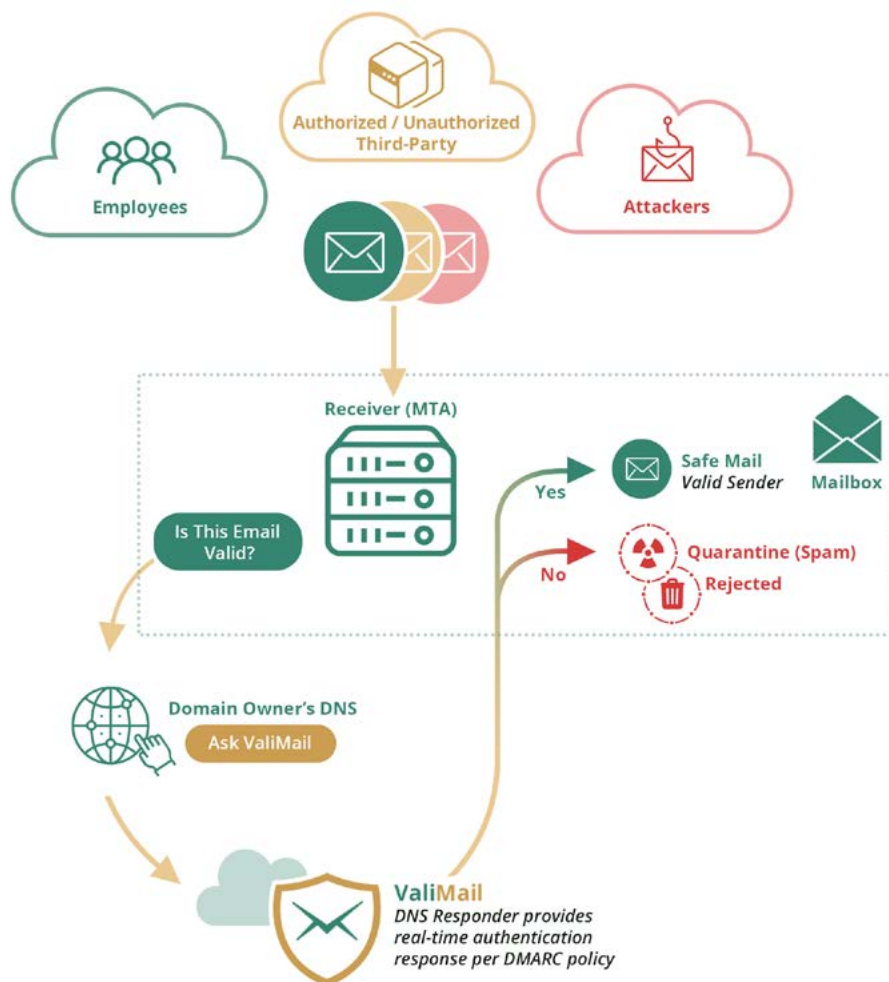 Authorized / Unauthorized
Third-Party
Employees
Attackers
Receiver (MTA)
Is This Email
Valid?
Yes
Safe Mail
Valid Sender
Mailbox
No
Quarantine (Spam)
Rejected
Domain Owner's DNS
Ask ValiMail
ValiMail
DNS Responder provides
real-time authentication
response per DMARC policy